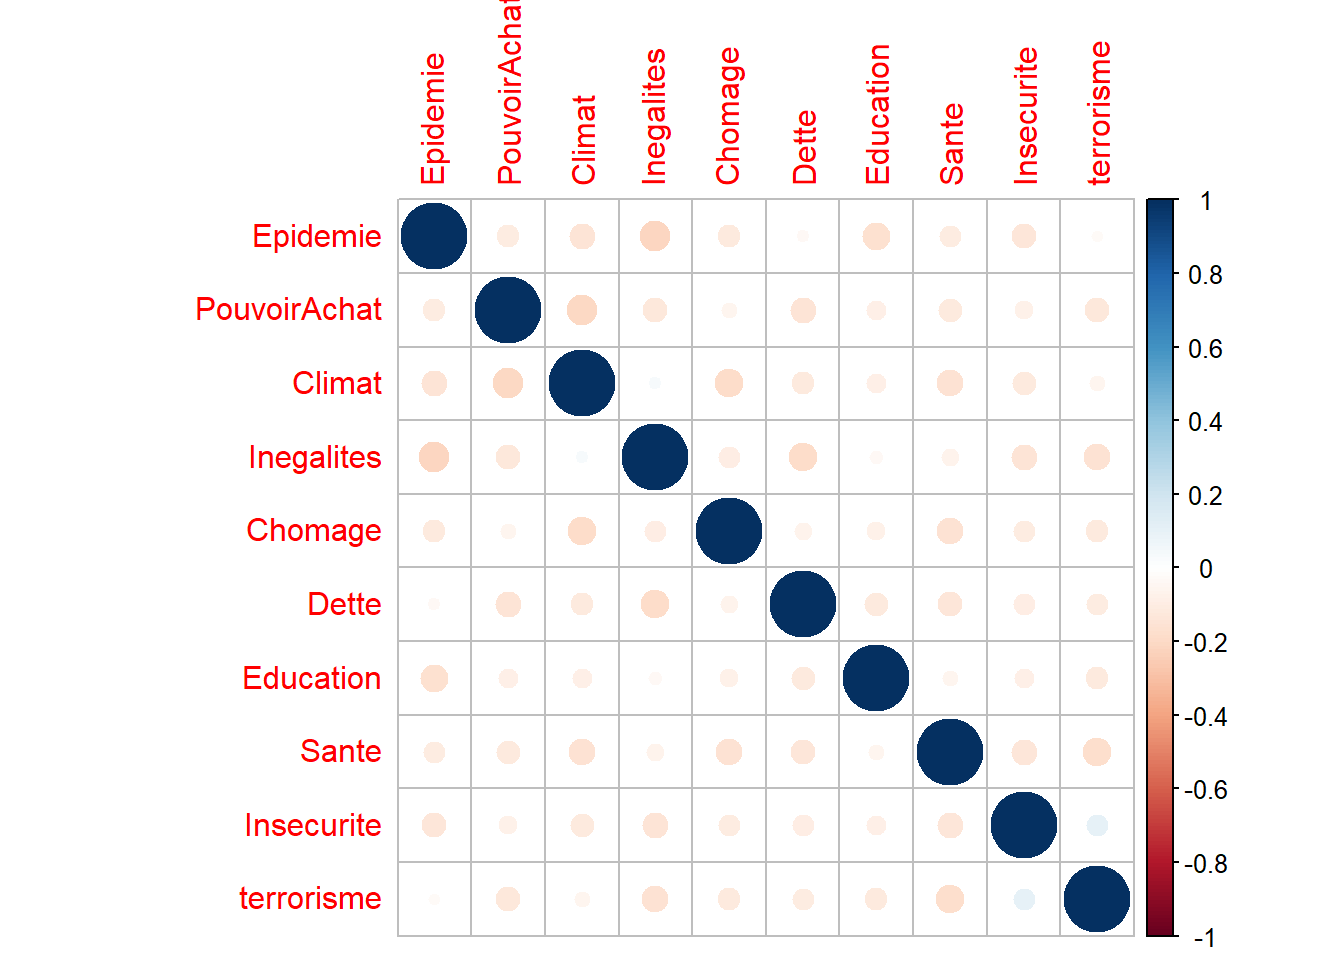 Epidemie
PouvoirAchat
Climat
Inegalites
Chomage
Dette
Education
Sante
Insecurite
terrorisme
Epidemie
PouvoirAchat
Climat
Inegalites
Chomage
Dette
Education
Sante
Insecurite
terrorisme
1
0.8
0.6
0.4
0.2
0
-0.2
-0.4
-0.6
-0.8
-1